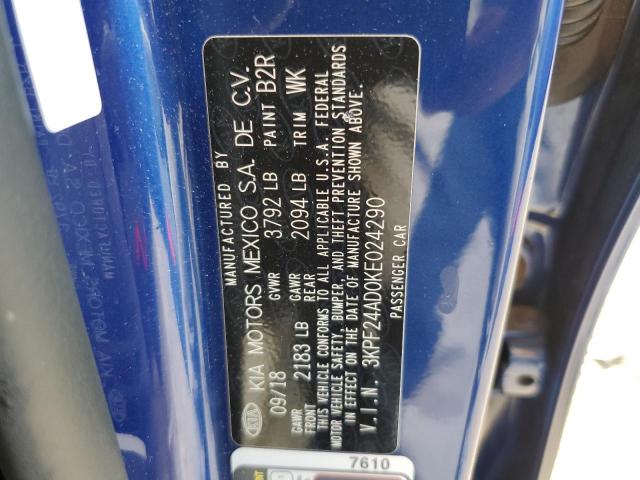 MANUFACTURED BY
KIA KIA MOTORS MEXICO S.A. DE C.V.
09/18 GVWR 3792 LB PAINT B2R
GAWR FRONT 2183 LB GAWR REAR 2094 LB TRIM WK
THIS VEHICLE CONFORMS TO ALL APPLICABLE U.S.A. FEDERAL
MOTOR VEHICLE SAFETY, BUMPER, AND THEFT PREVENTION STANDARDS
IN EFFECT ON THE DATE OF MANUFACTURE SHOWN ABOVE.
V.I.N. 3KPF24AD0KE024290
PASSENGER CAR
7610